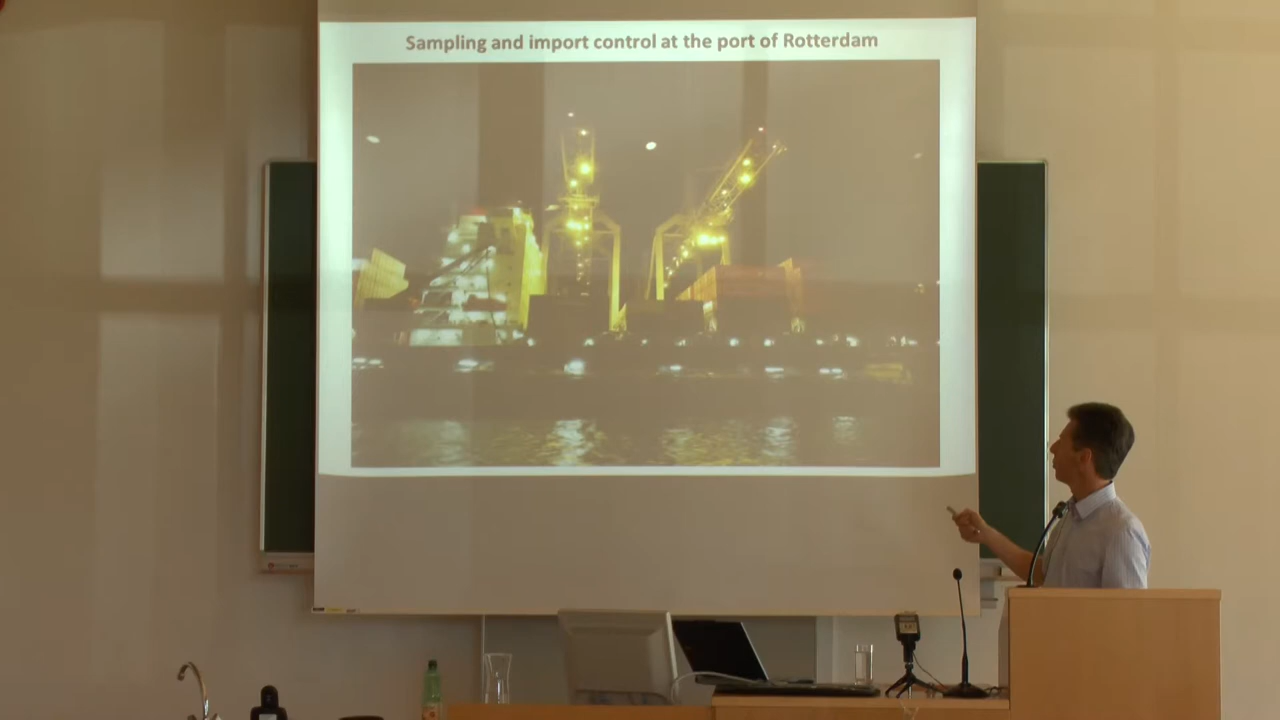 Sampling and import control at the port of Rotterdam